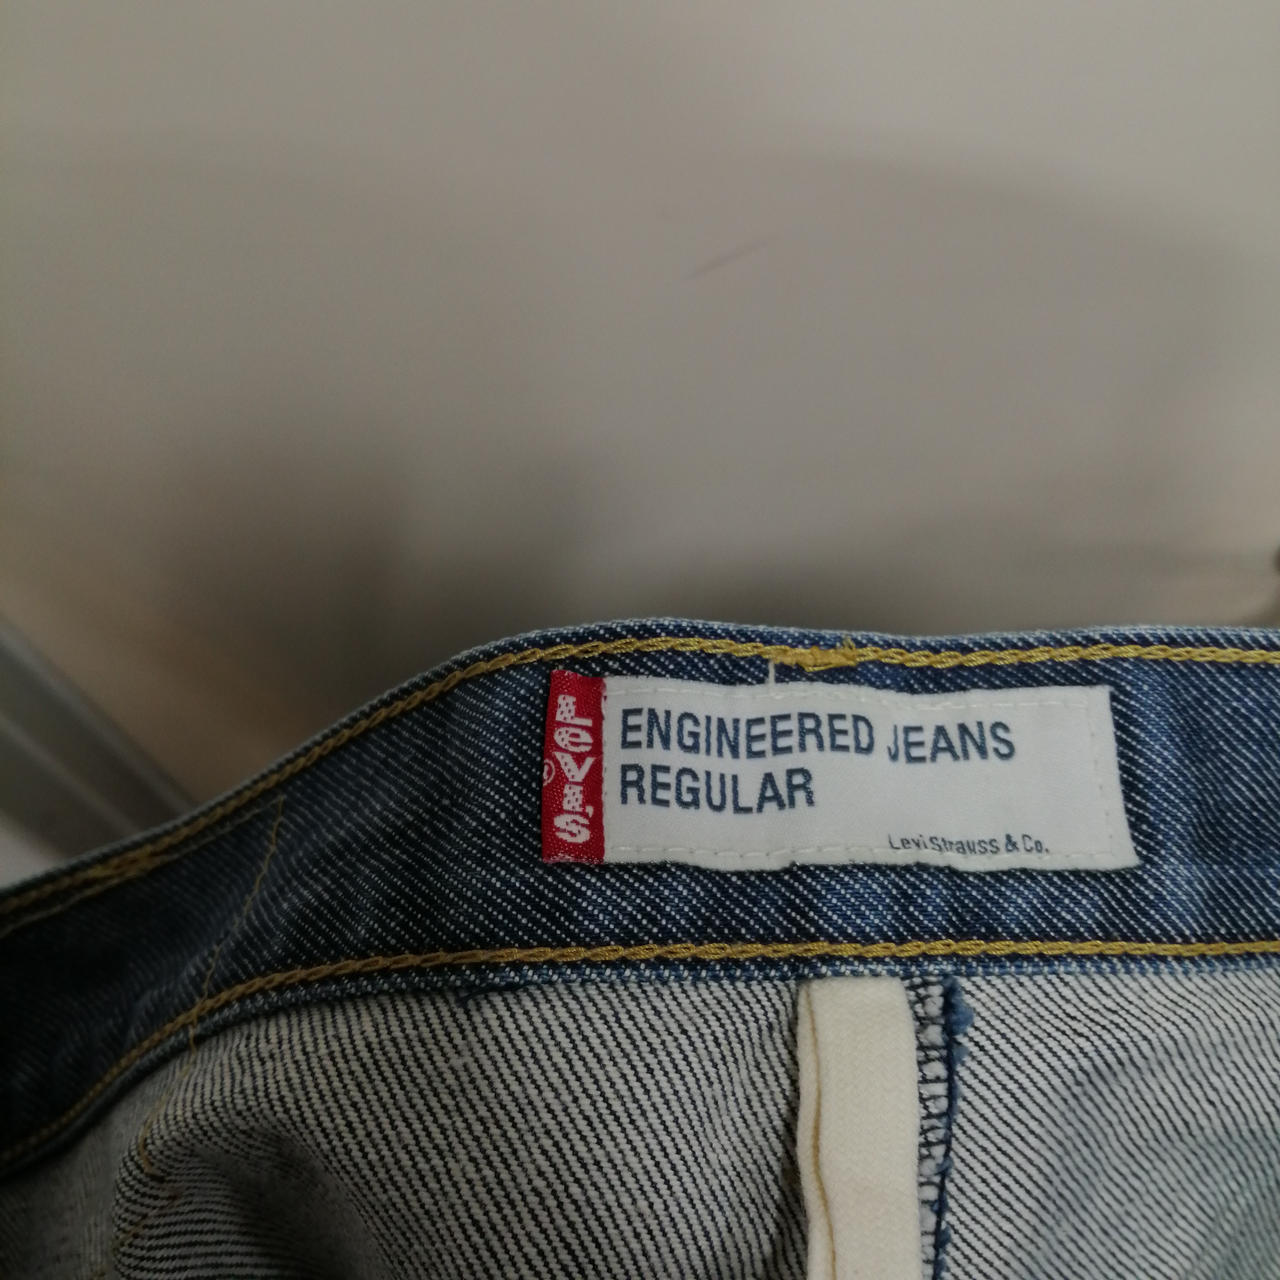 Levi's®
ENGINEERED JEANS
REGULAR
Levi Strauss & Co.